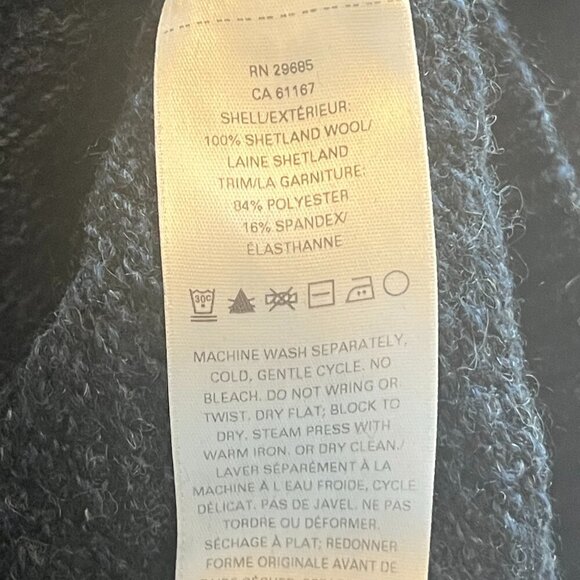 RN 29685
CA 61167
SHELL/EXTÉRIEUR:
100% SHETLAND WOOL/
LAINE SHETLAND
TRIM/LA GARNITURE:
84% POLYESTER
16% SPANDEX/
ÉLASTHANNE
30C
MACHINE WASH SEPARATELY,
COLD, GENTLE CYCLE. NO
BLEACH. DO NOT WRING OR
TWIST. DRY FLAT; BLOCK TO
DRY. STEAM PRESS WITH
WARM IRON. OR DRY CLEAN./
LAVER SÉPARÉMENT À LA
MACHINE À L EAU FROIDE, CYCLE
DÉLICAT. PAS DE JAVEL. NE PAS
TORDRE OU DÉFORMER.
SÉCHAGE À PLAT; REDONNER
FORME ORIGINALE AVANT DE